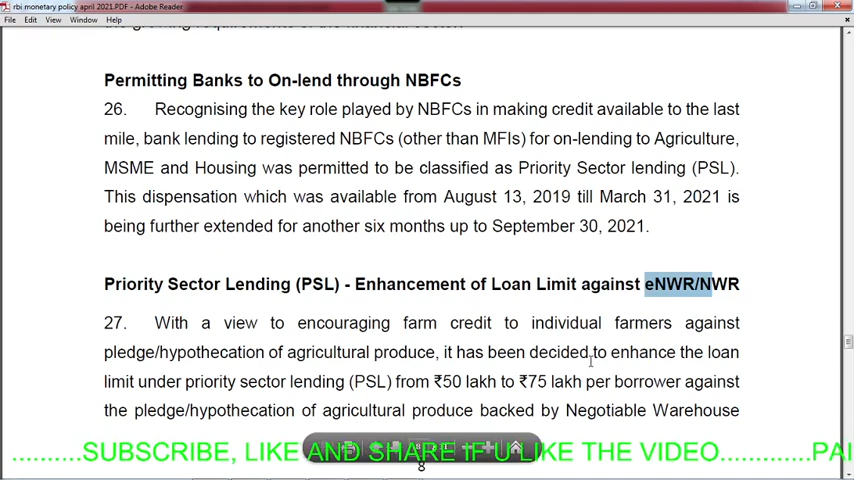 rbi monetary policy april 2021.PDF - Adobe Reader
File Edit View Window Help
Permitting Banks to On-lend through NBFCs
26. Recognising the key role played by NBFCs in making credit available to the last
mile, bank lending to registered NBFCs (other than MFIs) for on-lending to Agriculture,
MSME and Housing was permitted to be classified as Priority Sector lending (PSL).
This dispensation which was available from August 13, 2019 till March 31, 2021 is
being further extended for another six months up to September 30, 2021.
Priority Sector Lending (PSL) - Enhancement of Loan Limit against eNWR/NWR
27. With a view to encouraging farm credit to individual farmers against
pledge/hypothecation of agricultural produce, it has been decided to enhance the loan
limit under priority sector lending (PSL) from ₹50 lakh to ₹75 lakh per borrower against
the pledge/hypothecation of agricultural produce backed by Negotiable Warehouse
..........SUBSCRIBE, LIKE AND SHARE IF U LIKE THE VIDEO............PAI
8